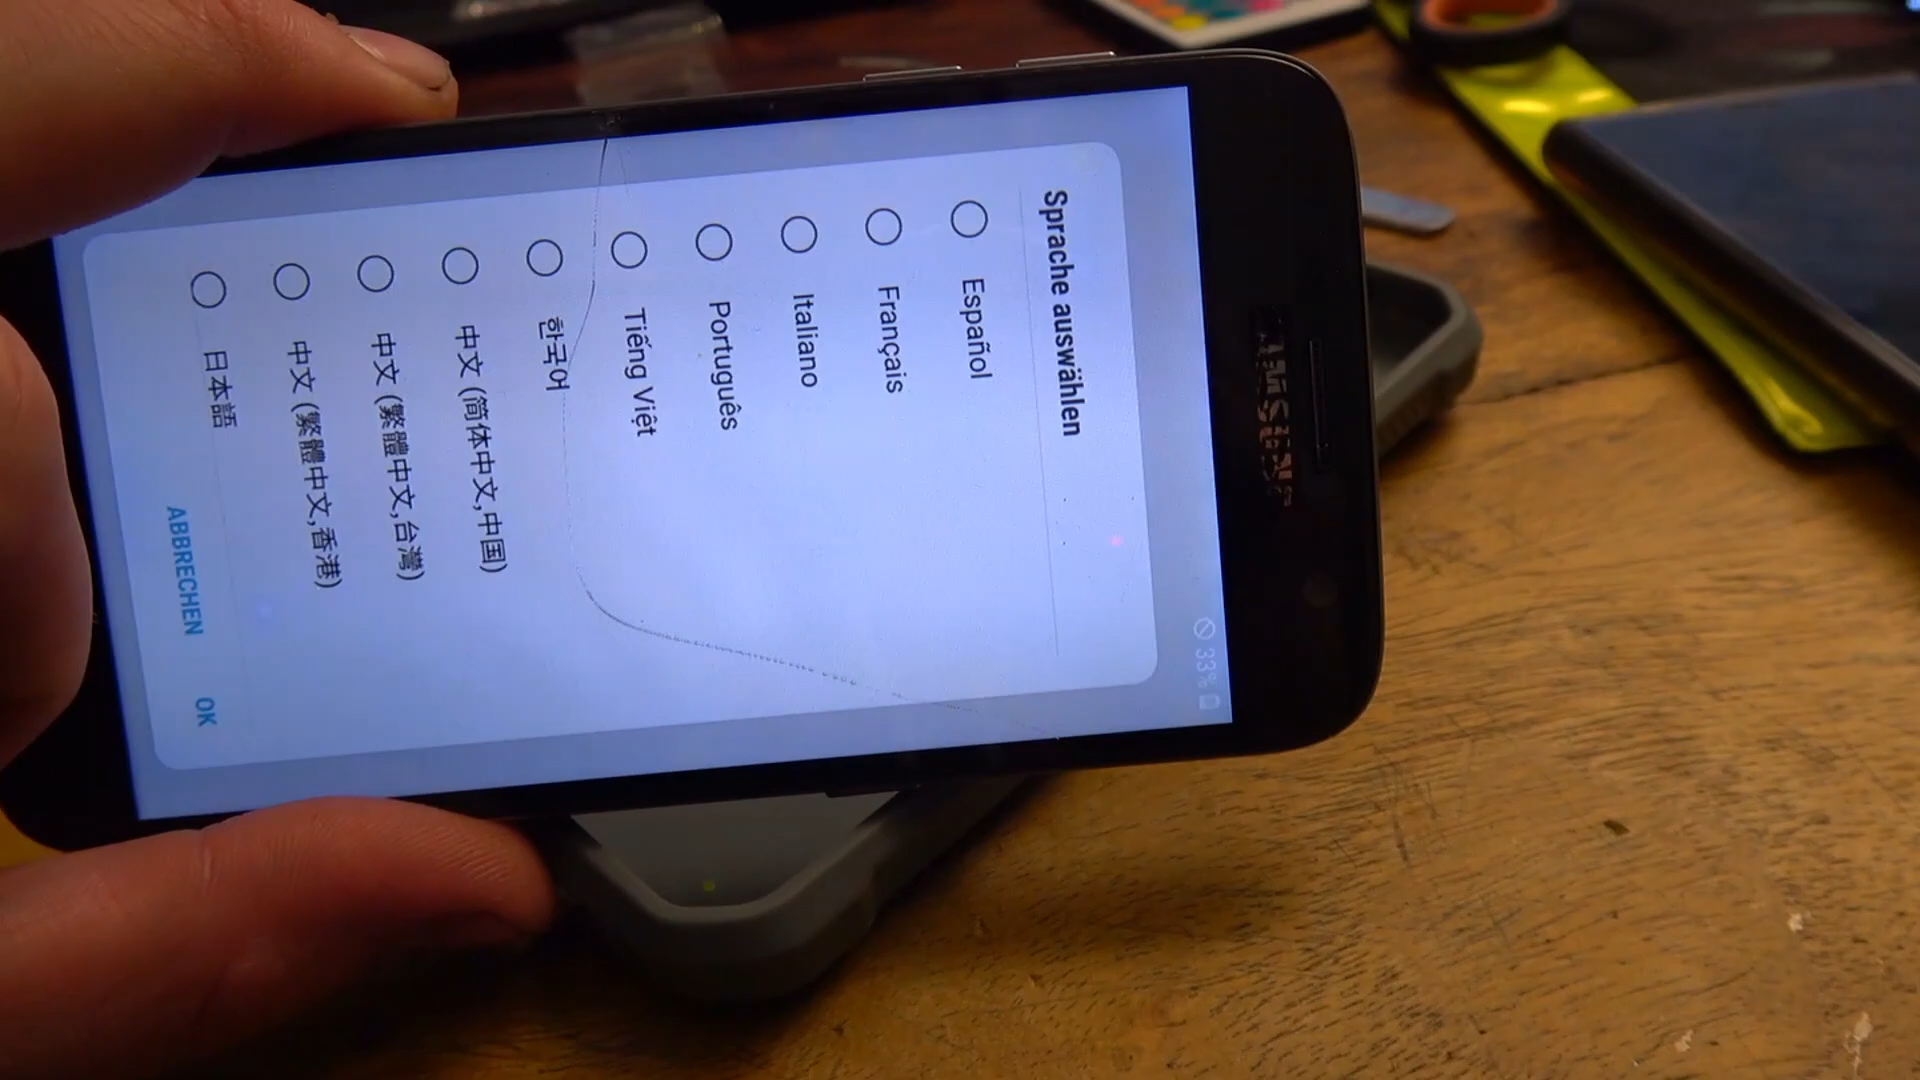 SAMSUNG
33%
Sprache auswählen
Español
Français
Italiano
Português
Tiếng Việt
한국어
中文 (简体中文,中国)
中文 (繁體中文,台灣)
中文 (繁體中文,香港)
日本語
ABBRECHEN OK